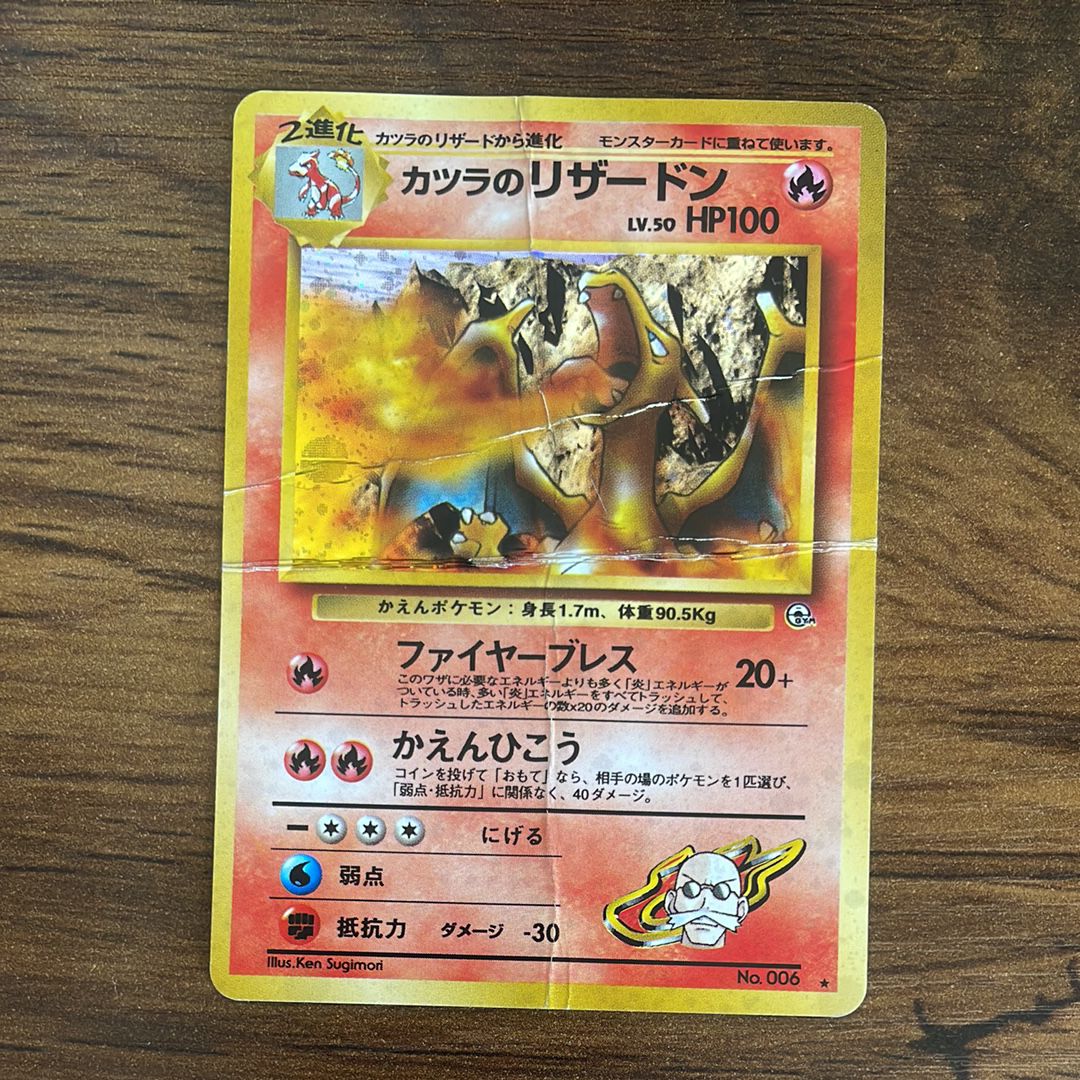 2進化
カツラのリザードから進化 モンスターカードに重ねて使います。
カツラのリザードン
LV.50 HP100
かえんポケモン：身長1.7m、体重90.5Kg
GYM
ファイヤーブレス 20+
このワザに必要なエネルギーよりも多く「炎」エネルギーが
ついている時、多い「炎」エネルギーをすべてトラッシュして、
トラッシュしたエネルギーの数x20のダメージを追加する。
かえんひこう
コインを投げて「おもて」なら、相手の場のポケモンを1匹選び、
「弱点・抵抗力」に関係なく、40ダメージ。
にげる
弱点
抵抗力 ダメージ -30
Illus.Ken Sugimori
No. 006 ★